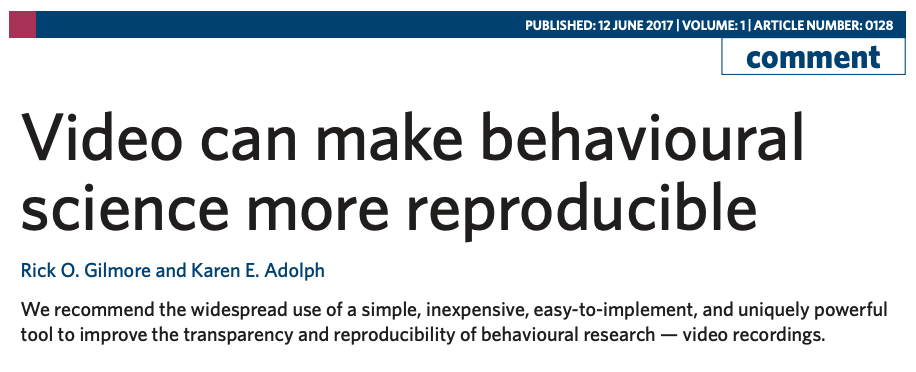 PUBLISHED: 12 JUNE 2017 | VOLUME: 1 | ARTICLE NUMBER: 0128
comment
Video can make behavioural
science more reproducible
Rick O. Gilmore and Karen E. Adolph
We recommend the widespread use of a simple, inexpensive, easy-to-implement, and uniquely powerful
tool to improve the transparency and reproducibility of behavioural research — video recordings.